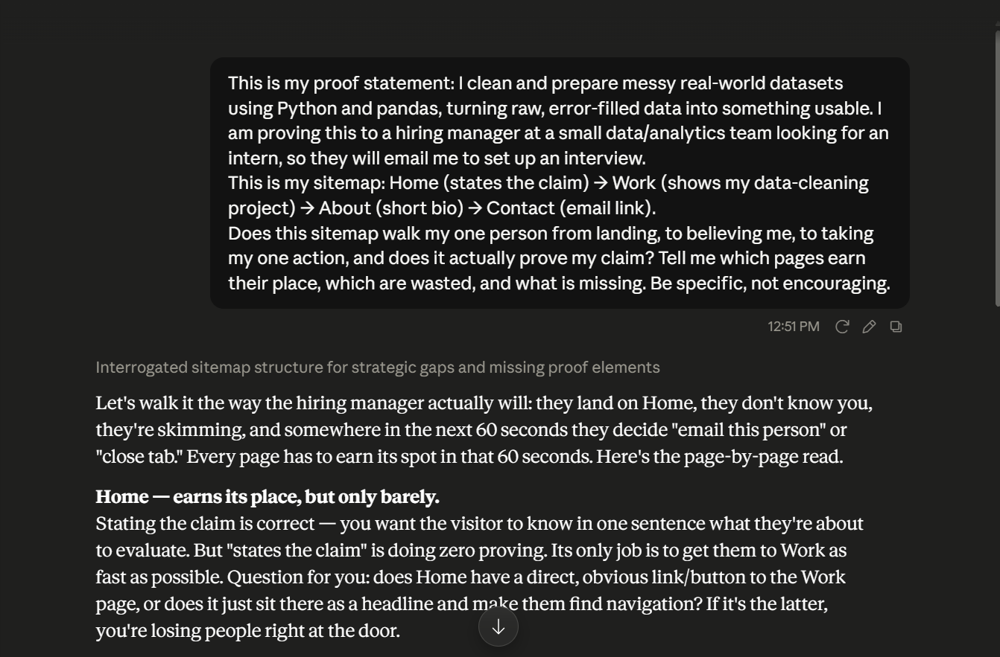 This is my proof statement: I clean and prepare messy real-world datasets
using Python and pandas, turning raw, error-filled data into something usable. I
am proving this to a hiring manager at a small data/analytics team looking for an
intern, so they will email me to set up an interview.
This is my sitemap: Home (states the claim) → Work (shows my data-cleaning
project) → About (short bio) → Contact (email link).
Does this sitemap walk my one person from landing, to believing me, to taking
my one action, and does it actually prove my claim? Tell me which pages earn
their place, which are wasted, and what is missing. Be specific, not encouraging.
12:51 PM
Interrogated sitemap structure for strategic gaps and missing proof elements
Let's walk it the way the hiring manager actually will: they land on Home, they don't know you,
they're skimming, and somewhere in the next 60 seconds they decide "email this person" or
"close tab." Every page has to earn its spot in that 60 seconds. Here's the page-by-page read.
Home — earns its place, but only barely.
Stating the claim is correct — you want the visitor to know in one sentence what they're about
to evaluate. But "states the claim" is doing zero proving. Its only job is to get them to Work as
fast as possible. Question for you: does Home have a direct, obvious link/button to the Work
page, or does it just sit there as a headline and make them find navigation? If it's the latter,
you're losing people right at the door.